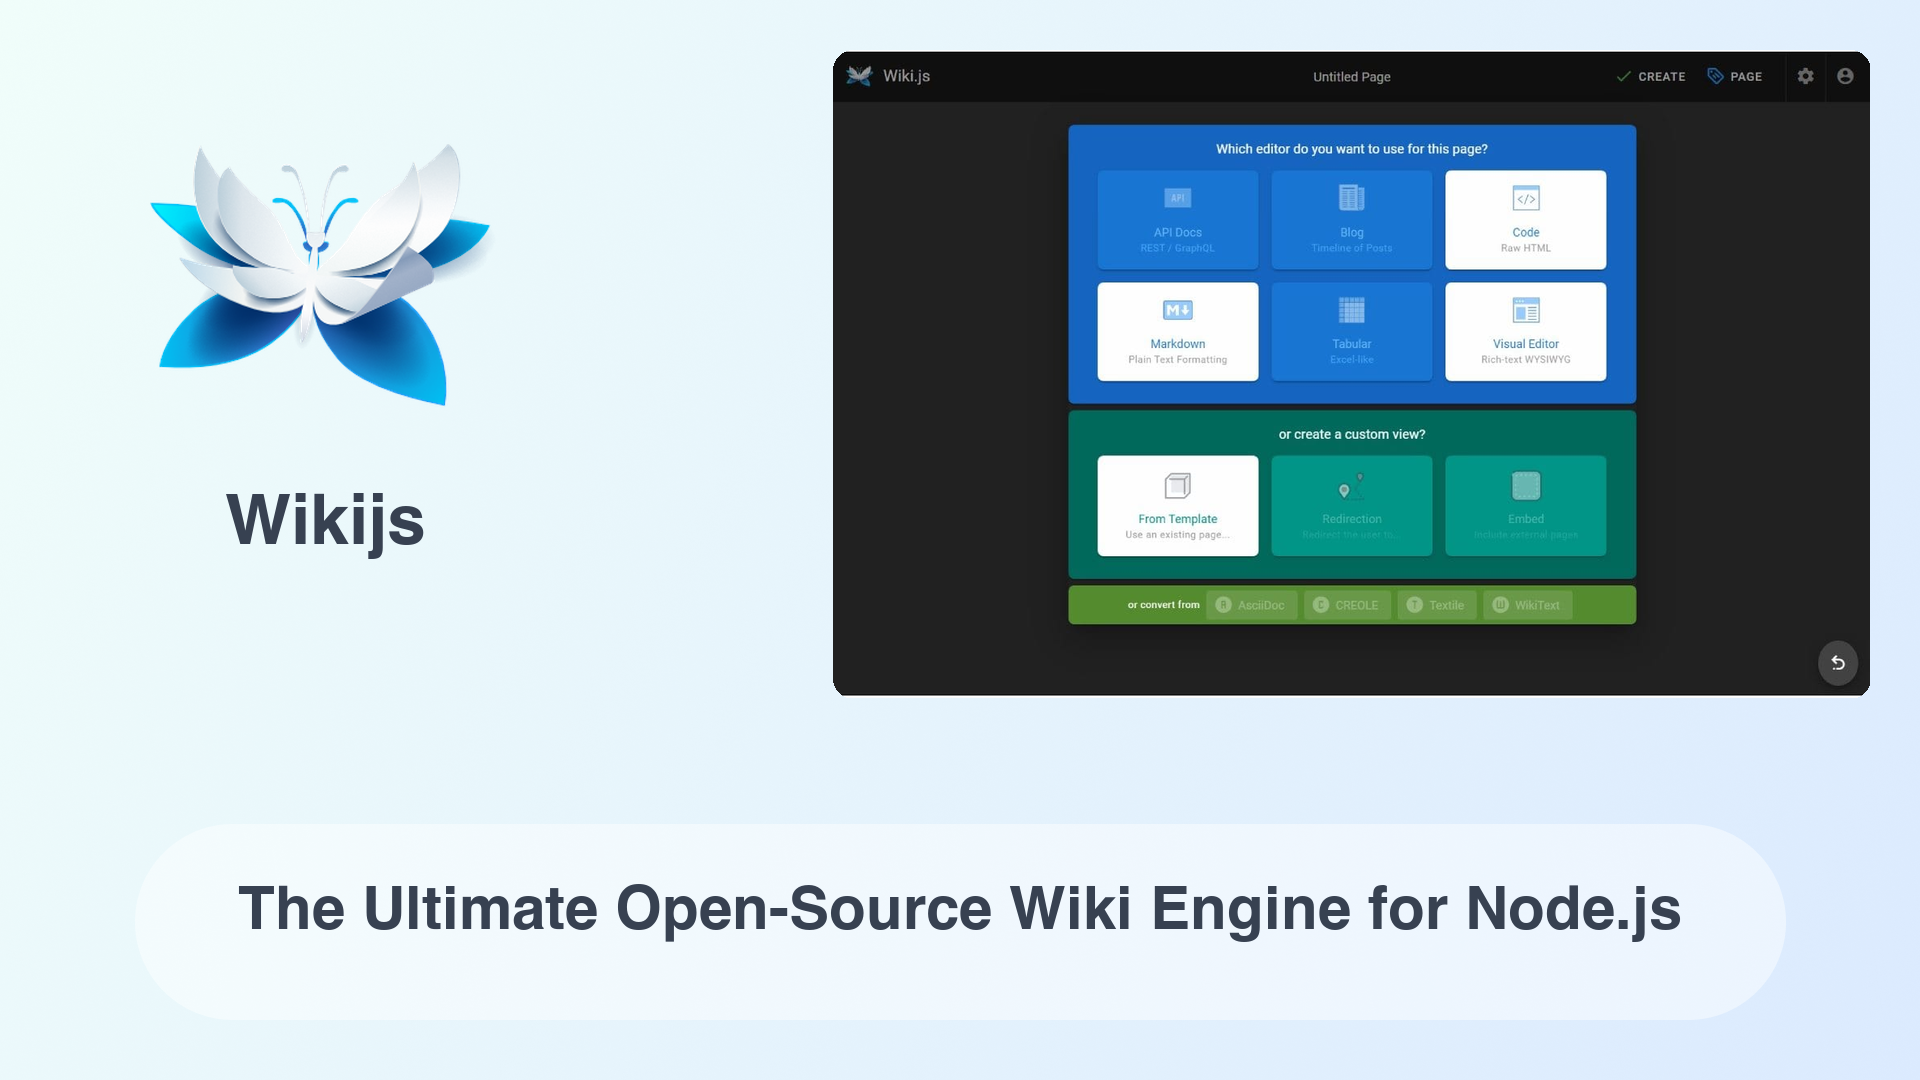 Wiki.js
Untitled Page
CREATE
PAGE
Which editor do you want to use for this page?
API
API Docs
REST / GraphQL
Blog
Timeline of Posts
</>
Code
Raw HTML
M
Markdown
Plain Text Formatting
Tabular
Excel-like
Visual Editor
Rich-text WYSIWYG
or create a custom view?
From Template
Use an existing page...
Redirection
Redirect the user to...
Embed
Include external pages
or convert from
A AsciiDoc
C CREOLE
T Textile
W WikiText
Wikijs
The Ultimate Open-Source Wiki Engine for Node.js